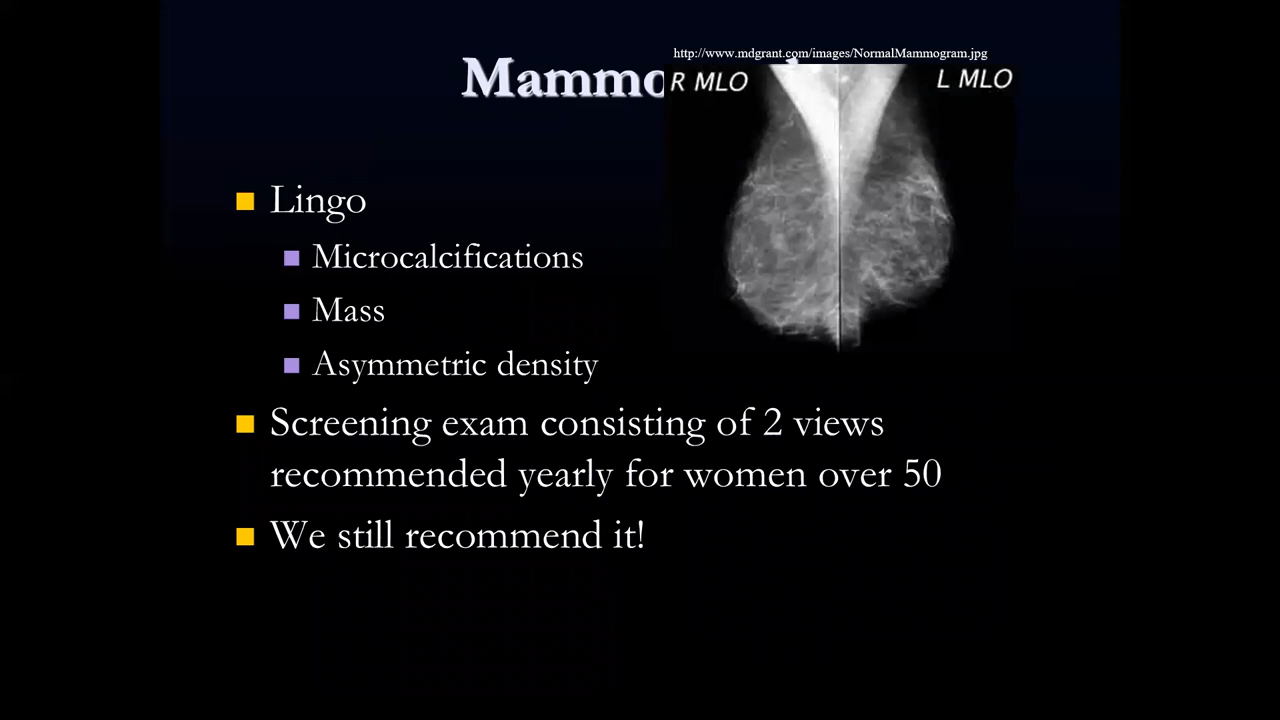 http://www.mdgrant.com/images/NormalMammogram.jpg
R MLO
L MLO
Lingo
Microcalcifications
Mass
Asymmetric density
Screening exam consisting of 2 views
recommended yearly for women over 50
We still recommend it!